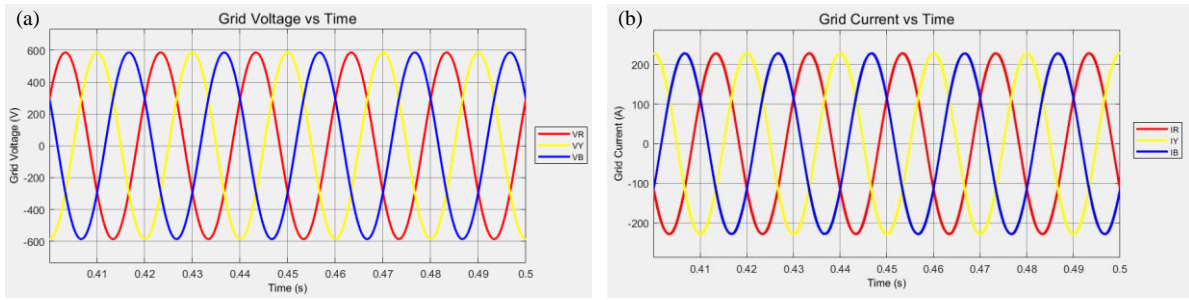 (a)
Grid Voltage vs Time
600
400
200
0
-200
-400
-600
Grid Voltage (V)
0.41
0.42
0.43
0.44
0.45
0.46
0.47
0.48
0.49
0.5
Time (s)
VR
VY
VB
(b)
Grid Current vs Time
200
100
0
-100
-200
Grid Current (A)
0.41
0.42
0.43
0.44
0.45
0.46
0.47
0.48
0.49
0.5
Time (s)
IR
IY
IB